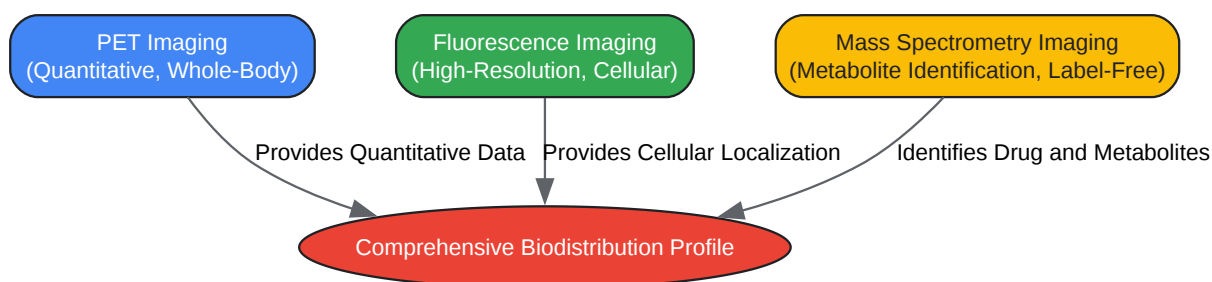 PET Imaging
(Quantitative, Whole-Body)
Fluorescence Imaging
(High-Resolution, Cellular)
Mass Spectrometry Imaging
(Metabolite Identification, Label-Free)
Provides Quantitative Data
Provides Cellular Localization
Identifies Drug and Metabolites
Comprehensive Biodistribution Profile